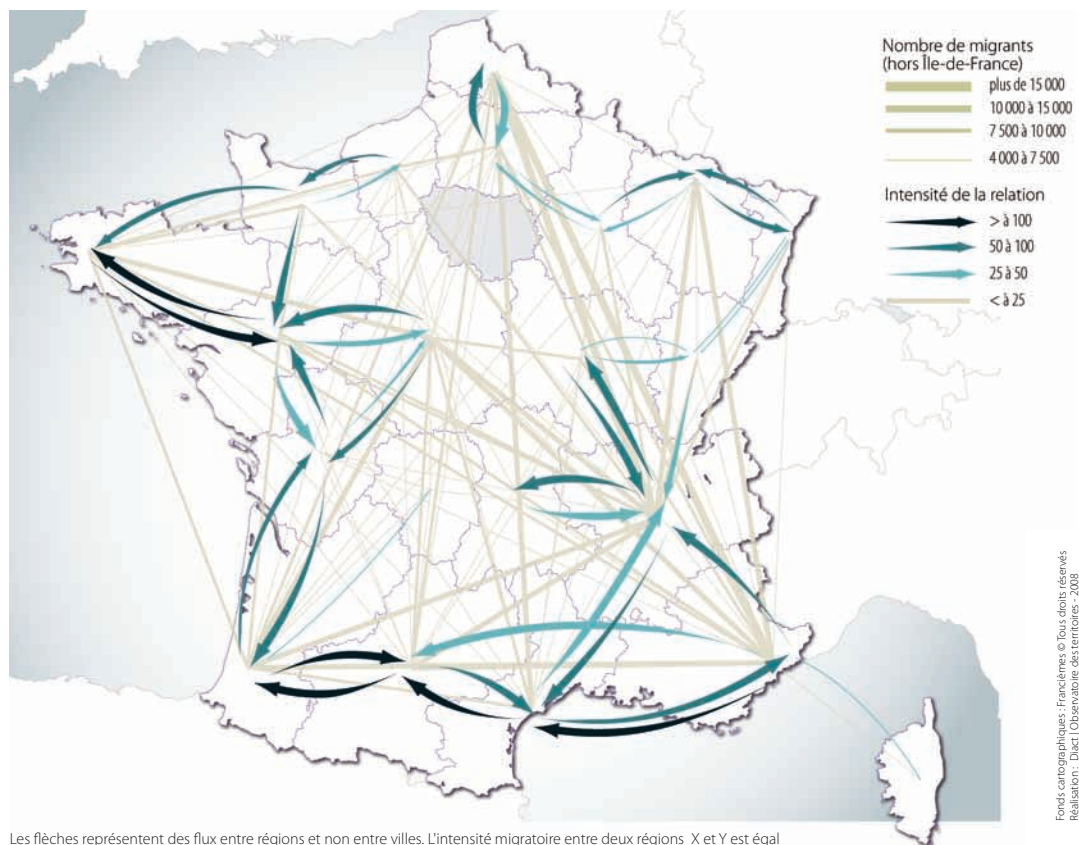 Nombre de migrants
(hors Île-de-France)
plus de 15 000
10 000 à 15 000
7 500 à 10 000
4 000 à 7 500
Intensité de la relation
> à 100
50 à 100
25 à 50
< à 25
Fonds cartographiques : Francièmes © Tous droits réservés
Réalisation : Diact | Observatoire des territoires - 2008
Les flèches représentent des flux entre régions et non entre villes. L'intensité migratoire entre deux régions X et Y est égal